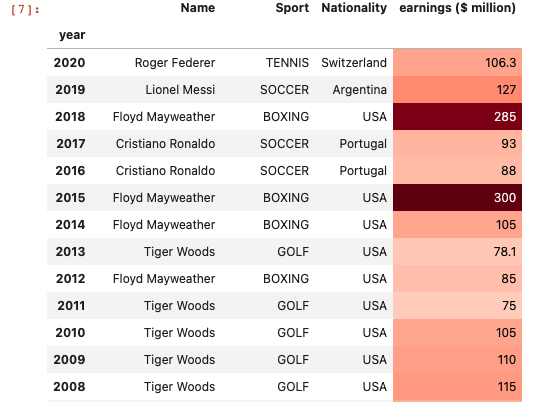 [7]: Name Sport Nationality earnings ($ million)
year
2020 Roger Federer TENNIS Switzerland 106.3
2019 Lionel Messi SOCCER Argentina 127
2018 Floyd Mayweather BOXING USA 285
2017 Cristiano Ronaldo SOCCER Portugal 93
2016 Cristiano Ronaldo SOCCER Portugal 88
2015 Floyd Mayweather BOXING USA 300
2014 Floyd Mayweather BOXING USA 105
2013 Tiger Woods GOLF USA 78.1
2012 Floyd Mayweather BOXING USA 85
2011 Tiger Woods GOLF USA 75
2010 Tiger Woods GOLF USA 105
2009 Tiger Woods GOLF USA 110
2008 Tiger Woods GOLF USA 115